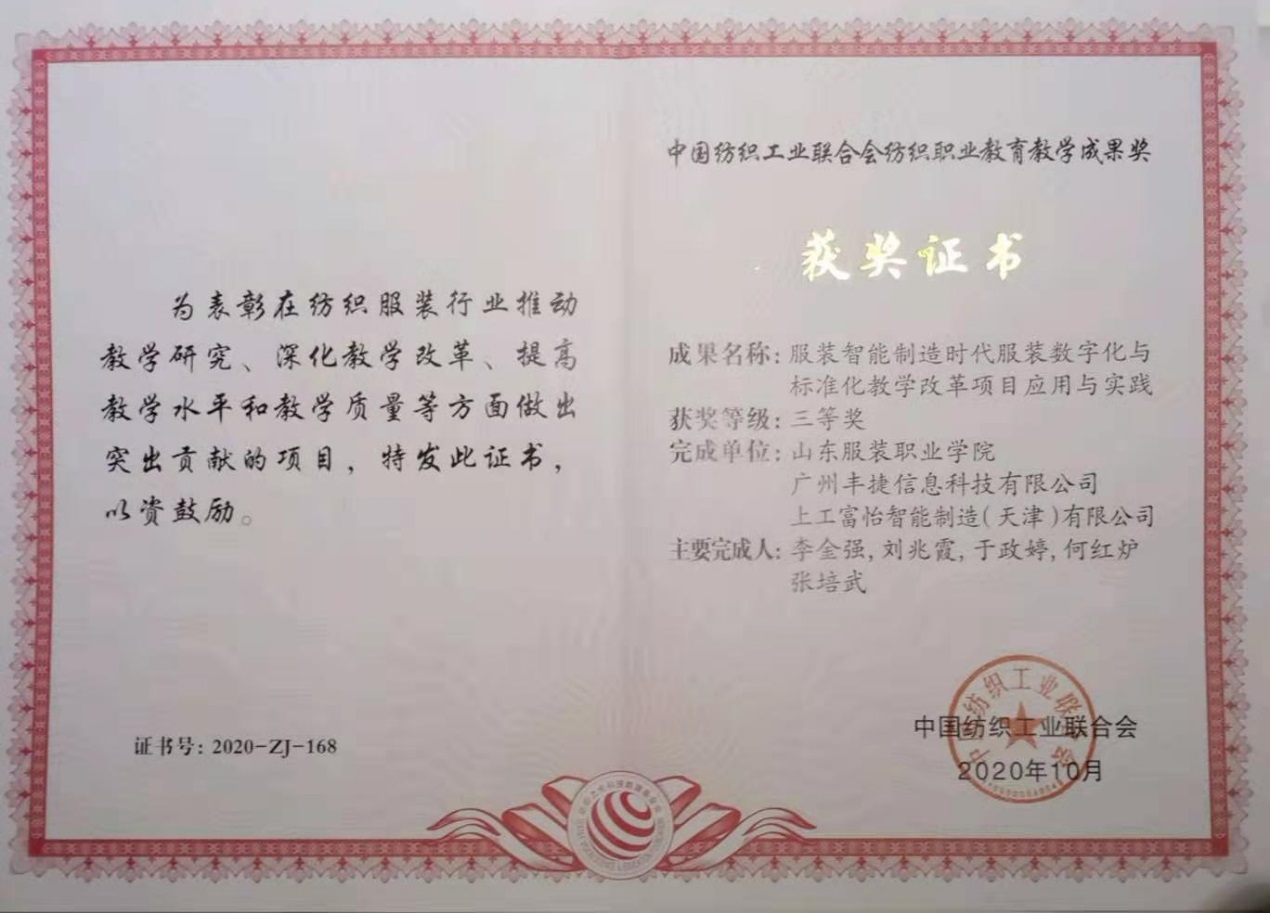 为表彰在纺织服装行业推动
教学研究、深化教学改革、提高
教学水平和教学质量等方面做出
突出贡献的项目，特发此证书，
以资鼓励。
证书号：2020-ZJ-168
中国纺织工业联合会纺织职业教育教学成果奖
获奖证书
成果名称：服装智能制造时代服装数字化与
标准化教学改革项目应用与实践
获奖等级：三等奖
完成单位：山东服装职业学院
广州丰捷信息科技有限公司
上工富怡智能制造（天津）有限公司
主要完成人：李金强，刘兆霞，于政婷，何红炉
张培武
中国纺织工业联合会
中国纺织工业联合会
2020年10月